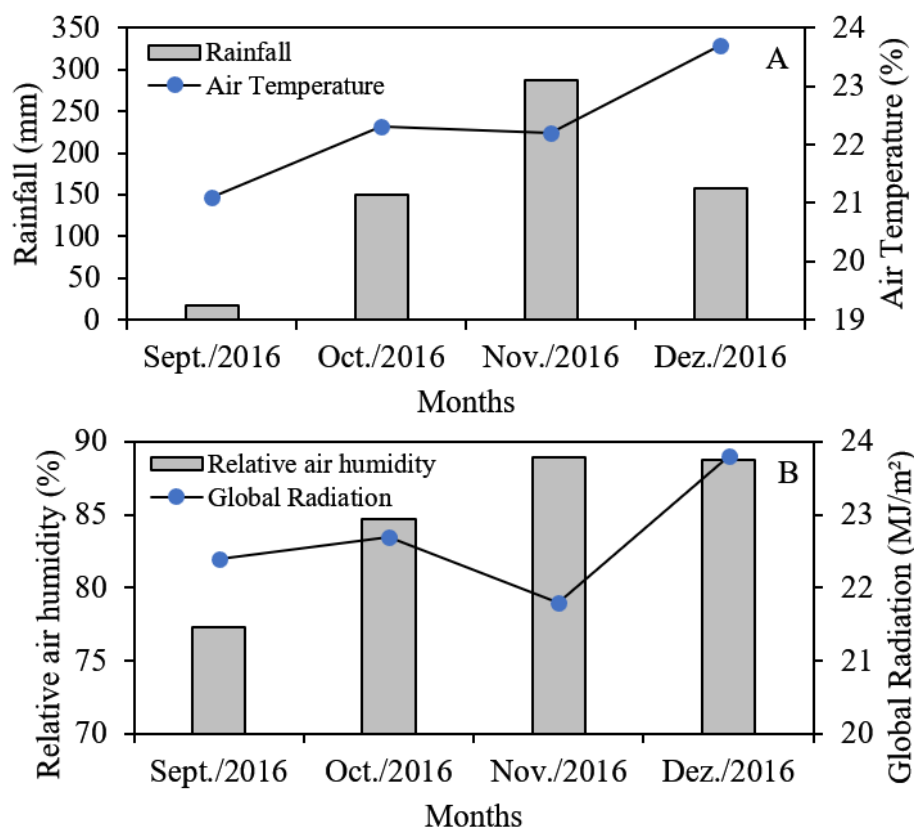 350
300
250
200
150
100
50
0
Rainfall (mm)
Rainfall
Air Temperature
A
24
23
22
21
20
19
Air Temperature (%)
Sept./2016 Oct./2016 Nov./2016 Dez./2016
Months
90
85
80
75
70
Relative air humidity (%)
Relative air humidity
Global Radiation
B
24
23
22
21
20
Global Radiation (MJ/m²)
Sept./2016 Oct./2016 Nov./2016 Dez./2016
Months